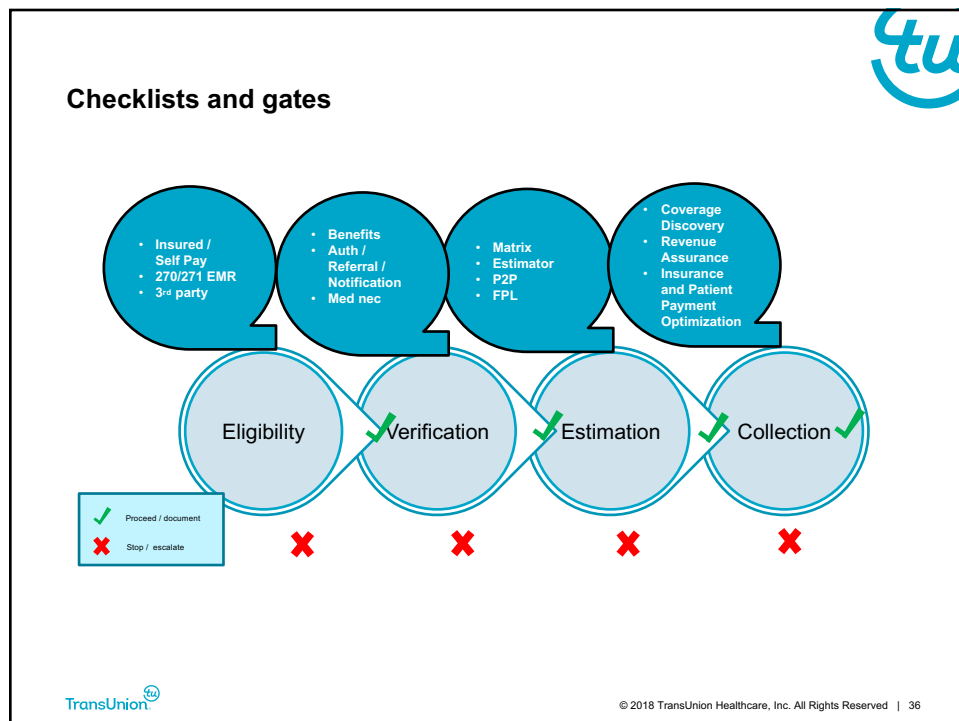 tu
Checklists and gates
• Insured /
Self Pay
• 270/271 EMR
• 3rd party
• Benefits
• Auth /
Referral /
Notification
• Med nec
• Matrix
• Estimator
• P2P
• FPL
• Coverage
Discovery
• Revenue
Assurance
• Insurance
and Patient
Payment
Optimization
Eligibility
Verification
Estimation
Collection
Proceed / document
Stop / escalate
TransUnion
tu
© 2018 TransUnion Healthcare, Inc. All Rights Reserved | 36